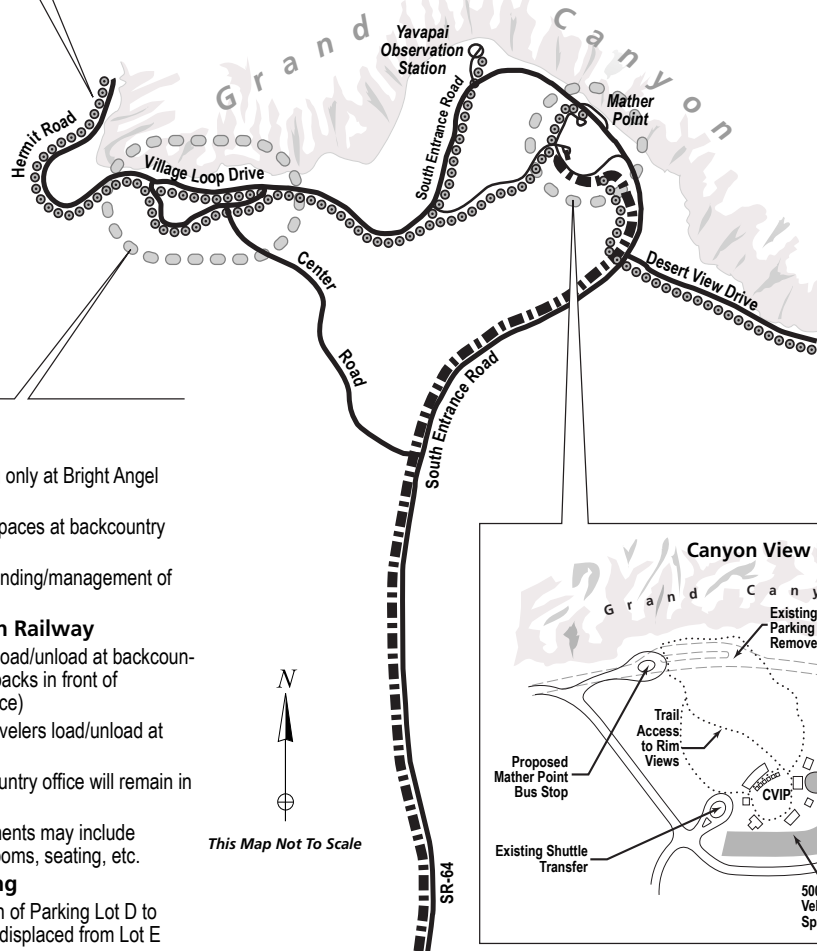 Grand Canyon
Yavapai
Observation
Station
Mather
Point
Hermit Road
Village Loop Drive
South Entrance Road
Desert View Drive
Center
Road
South Entrance Road
SR-64
only at Bright Angel
paces at backcountry
nding/management of
n Railway
oad/unload at backcoun-
packs in front of
ce)
velers load/unload at
untry office will remain in
ments may include
ooms, seating, etc.
ng
n of Parking Lot D to
displaced from Lot E
N
This Map Not To Scale
Canyon View
Grand Cany
Existing
Parking
Remove
Trail
Access
to Rim
Views
Proposed
Mather Point
Bus Stop
CVIP
Existing Shuttle
Transfer
500
Veh
Sp